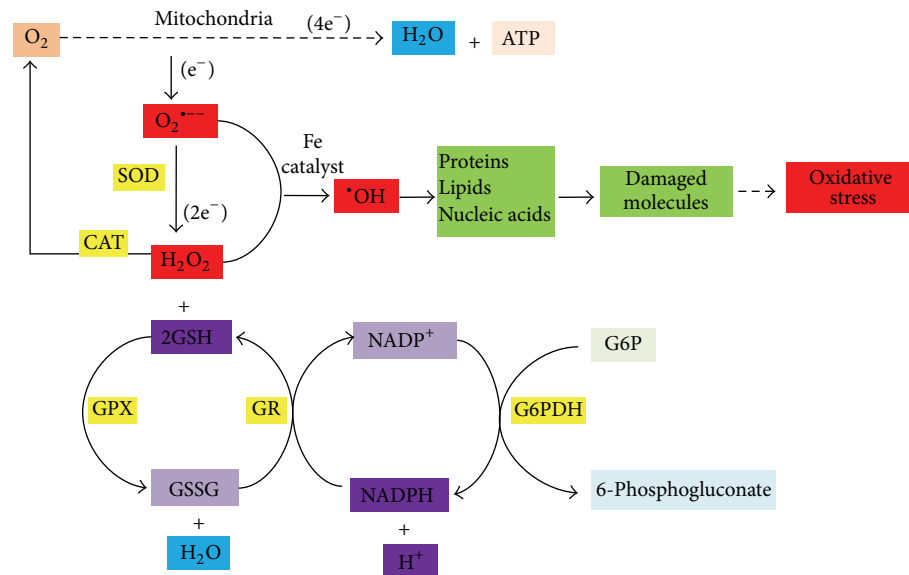 Mitochondria
(4e⁻)
O₂
H₂O
+
ATP
(e⁻)
O₂•−−
Fe
catalyst
SOD
•OH
Proteins
Lipids
Nucleic acids
Damaged
molecules
Oxidative
stress
(2e⁻)
CAT
H₂O₂
+
2GSH
NADP⁺
G6P
GPX
GR
G6PDH
GSSG
NADPH
6-Phosphogluconate
+
+
H₂O
H⁺